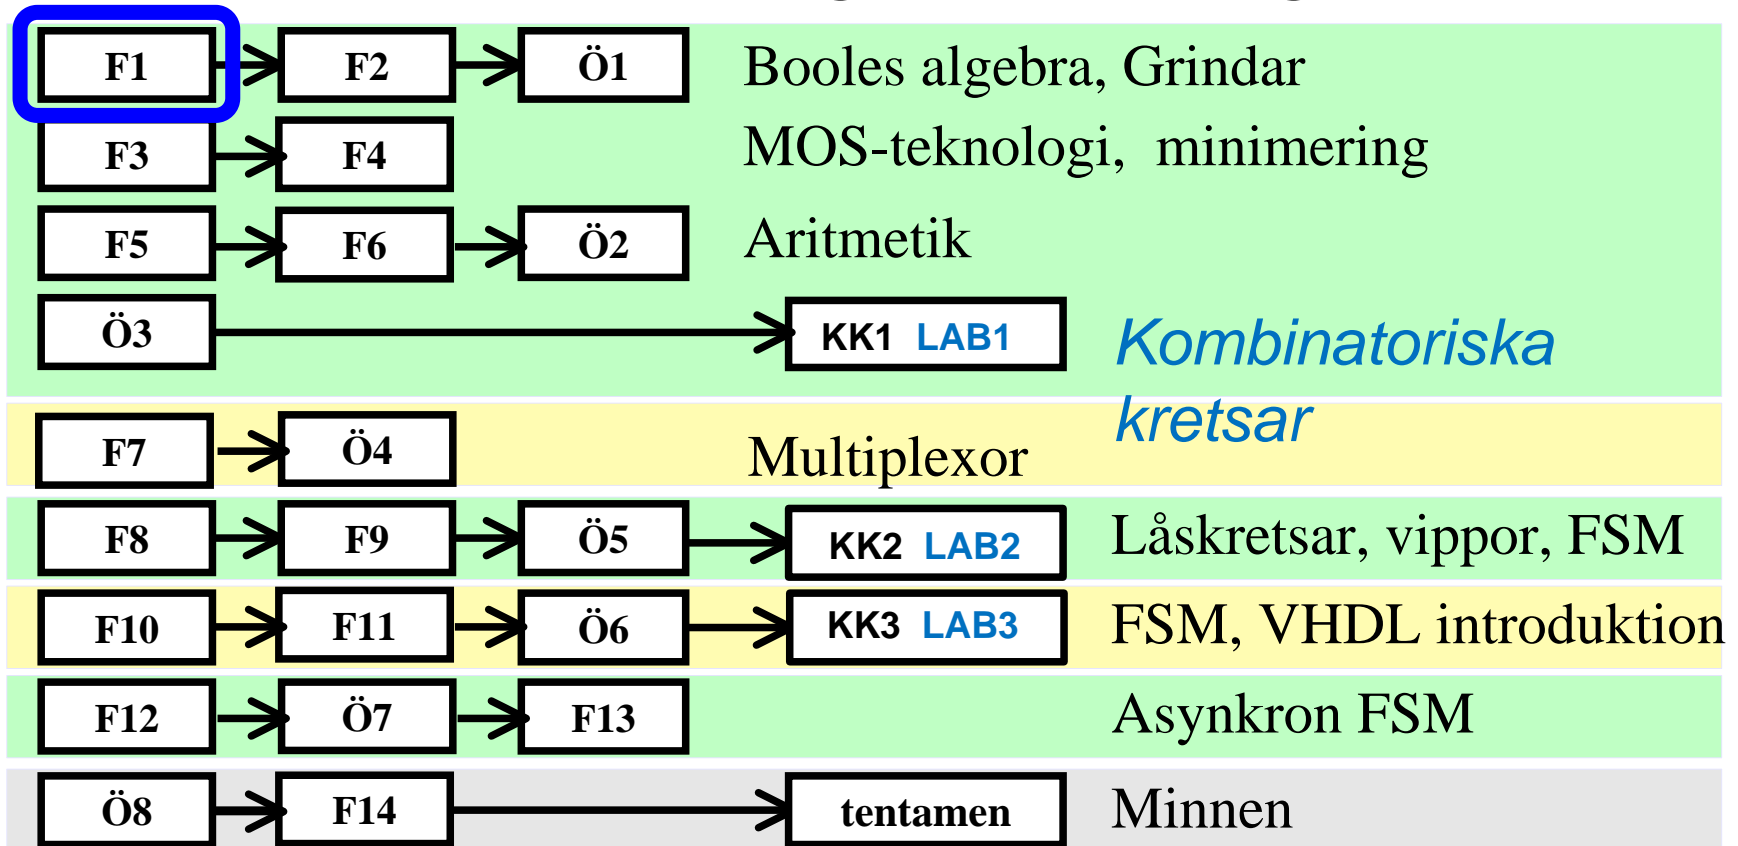 F1 F2 Ö1 Booles algebra, Grindar
F3 F4 MOS-teknologi, minimering
F5 F6 Ö2 Aritmetik
Ö3 KK1 LAB1 Kombinatoriska
kretsar
F7 Ö4 Multiplexor
F8 F9 Ö5 KK2 LAB2 Låskretsar, vippor, FSM
F10 F11 Ö6 KK3 LAB3 FSM, VHDL introduktion
F12 Ö7 F13 Asynkron FSM
Ö8 F14 tentamen Minnen